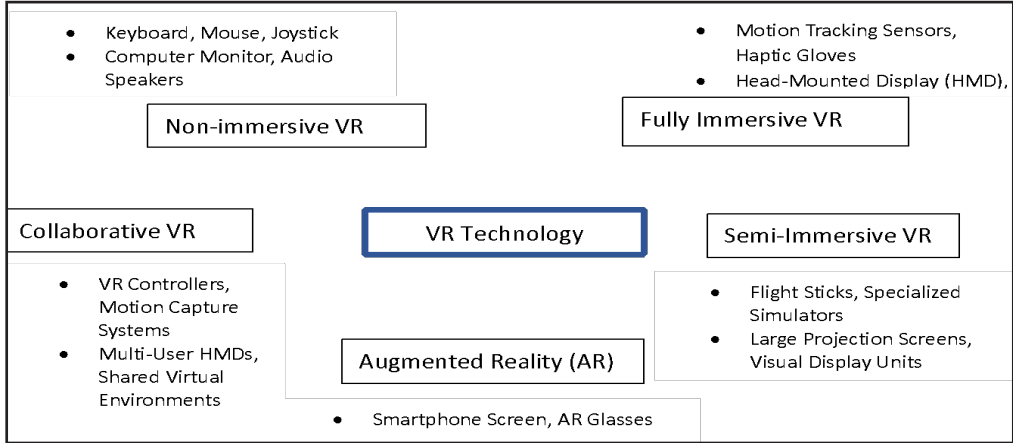 • Keyboard, Mouse, Joystick
• Computer Monitor, Audio
Speakers
Non-immersive VR
• Motion Tracking Sensors,
Haptic Gloves
• Head-Mounted Display (HMD),
Fully Immersive VR
Collaborative VR
• VR Controllers,
Motion Capture
Systems
• Multi-User HMDs,
Shared Virtual
Environments
VR Technology
Semi-Immersive VR
• Flight Sticks, Specialized
Simulators
• Large Projection Screens,
Visual Display Units
Augmented Reality (AR)
• Smartphone Screen, AR Glasses